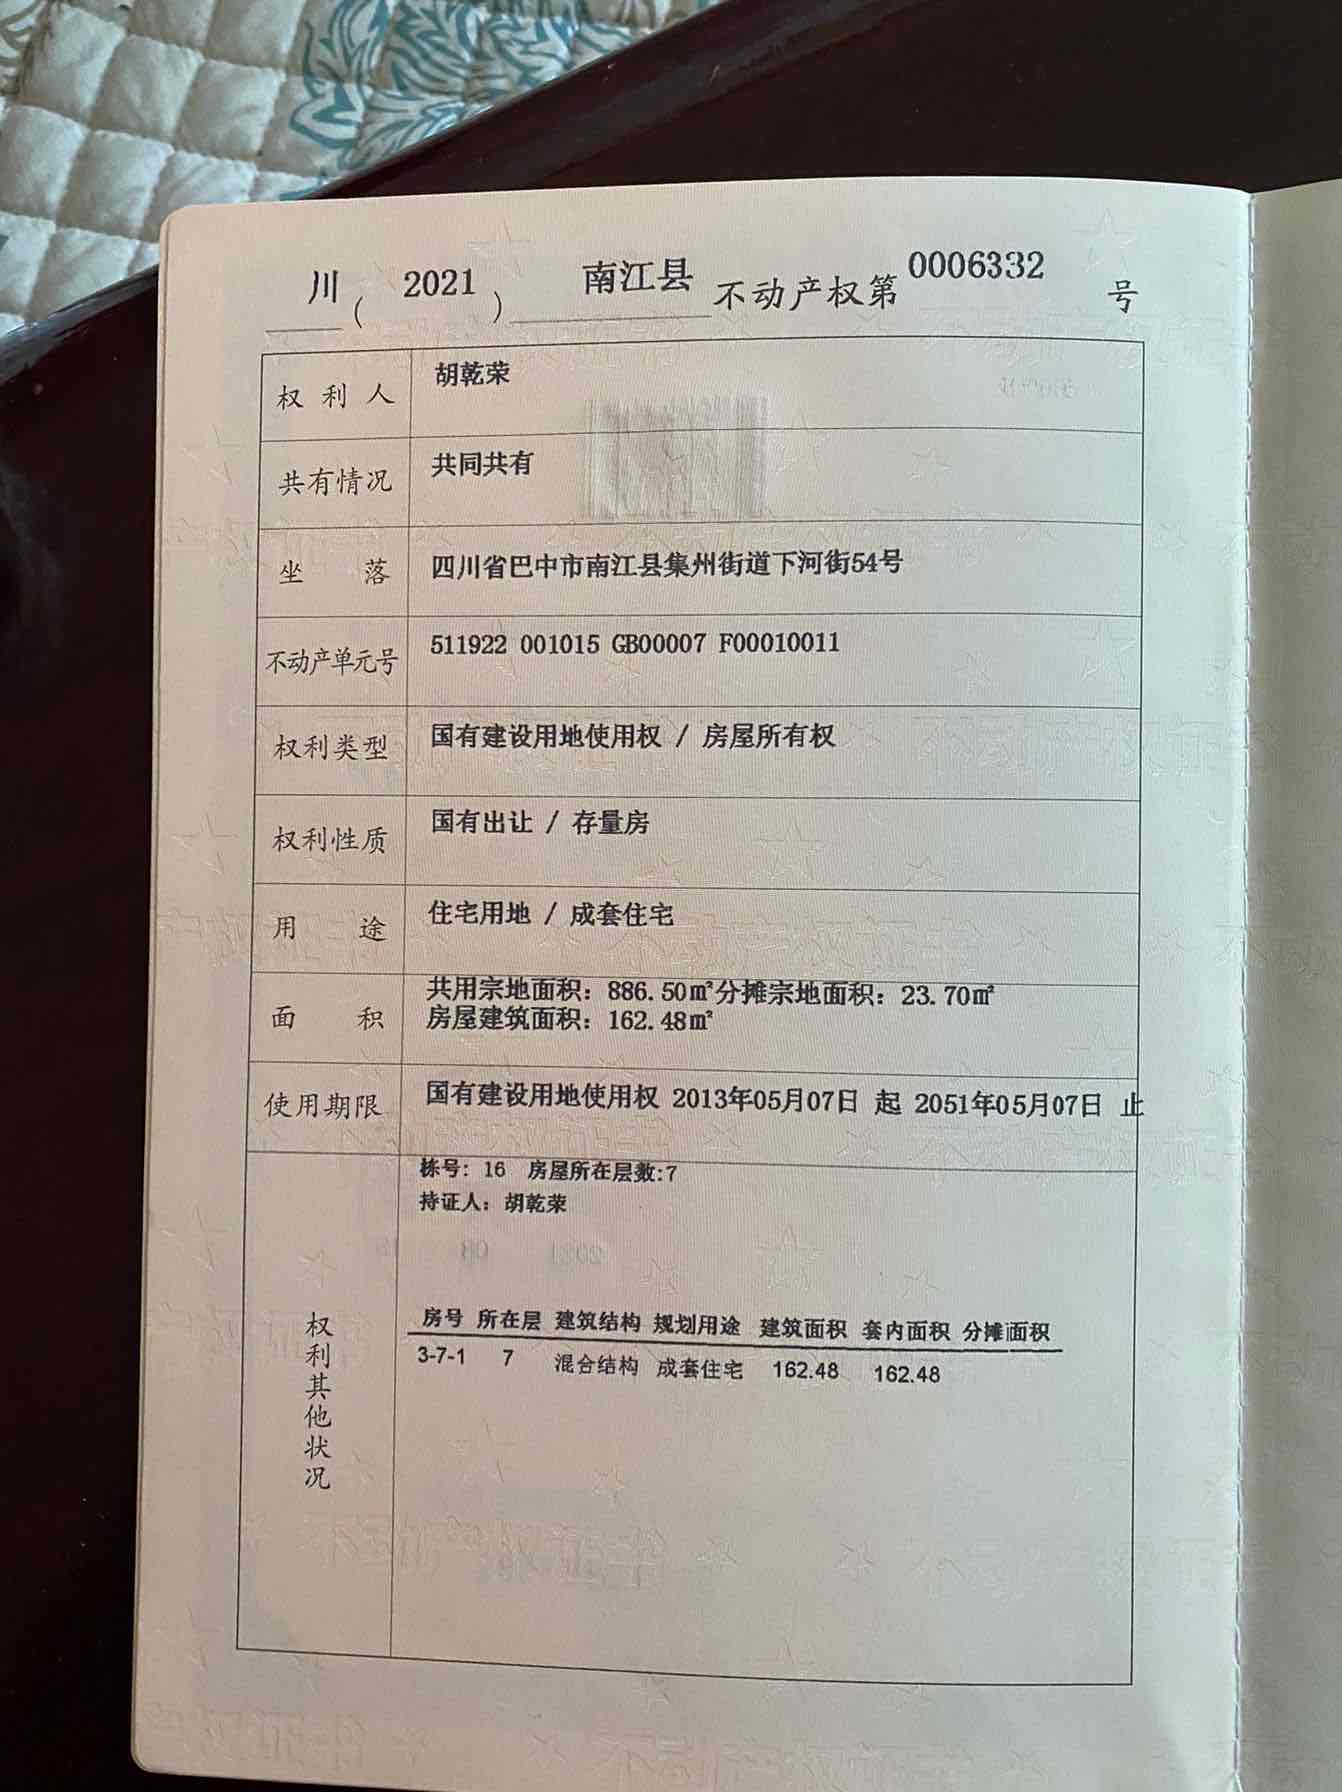 川（2021）南江县不动产权第0006332号
权利人 胡乾荣
共有情况 共同共有
坐落 四川省巴中市南江县集州街道下河街54号
不动产单元号 511922 001015 GB00007 F00010011
权利类型 国有建设用地使用权 / 房屋所有权
权利性质 国有出让 / 存量房
用途 住宅用地 / 成套住宅
面积 共用宗地面积：886.50㎡分摊宗地面积：23.70㎡
房屋建筑面积：162.48㎡
使用期限 国有建设用地使用权 2013年05月07日 起 2051年05月07日 止
权利其他状况
栋号：16 房屋所在层数:7
持证人：胡乾荣
房号 所在层 建筑结构 规划用途 建筑面积 套内面积 分摊面积
3-7-1 7 混合结构 成套住宅 162.48 162.48